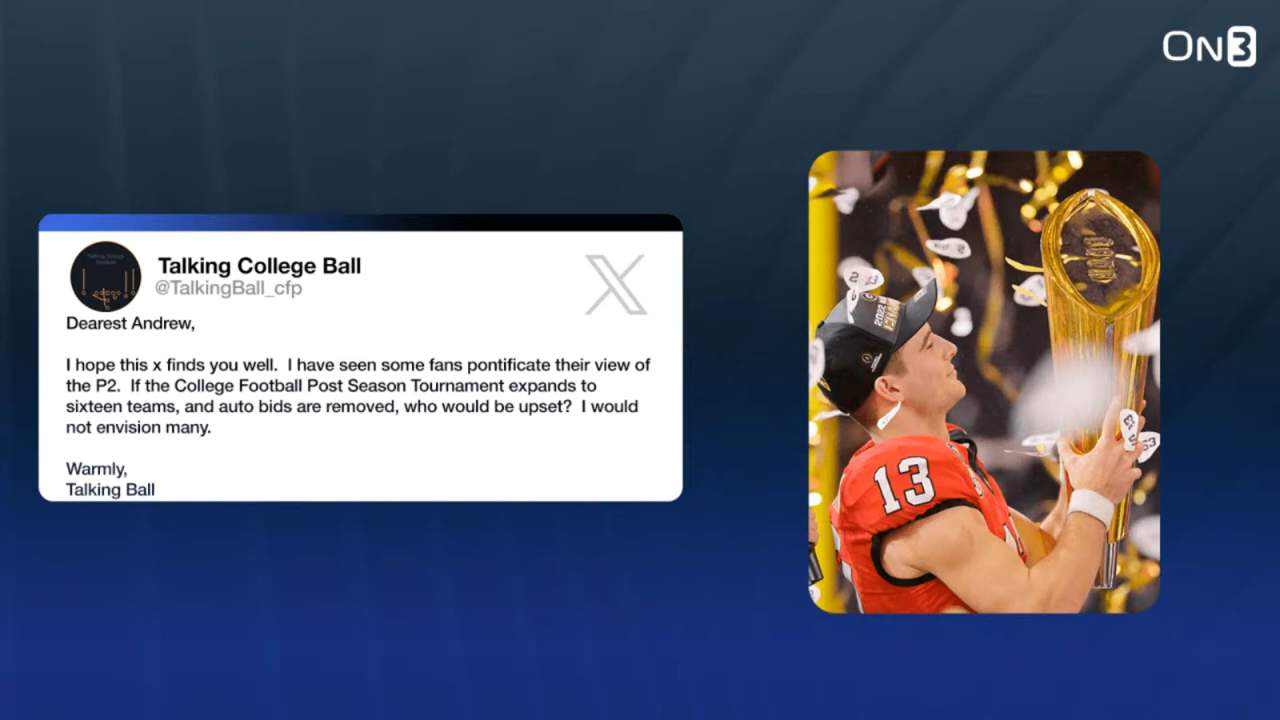 ON3
Talking College Ball
@TalkingBall_cfp
Dearest Andrew,
I hope this x finds you well.  I have seen some fans pontificate their view of
the P2.  If the College Football Post Season Tournament expands to
sixteen teams, and auto bids are removed, who would be upset?  I would
not envision many.
Warmly,
Talking Ball
2022
13